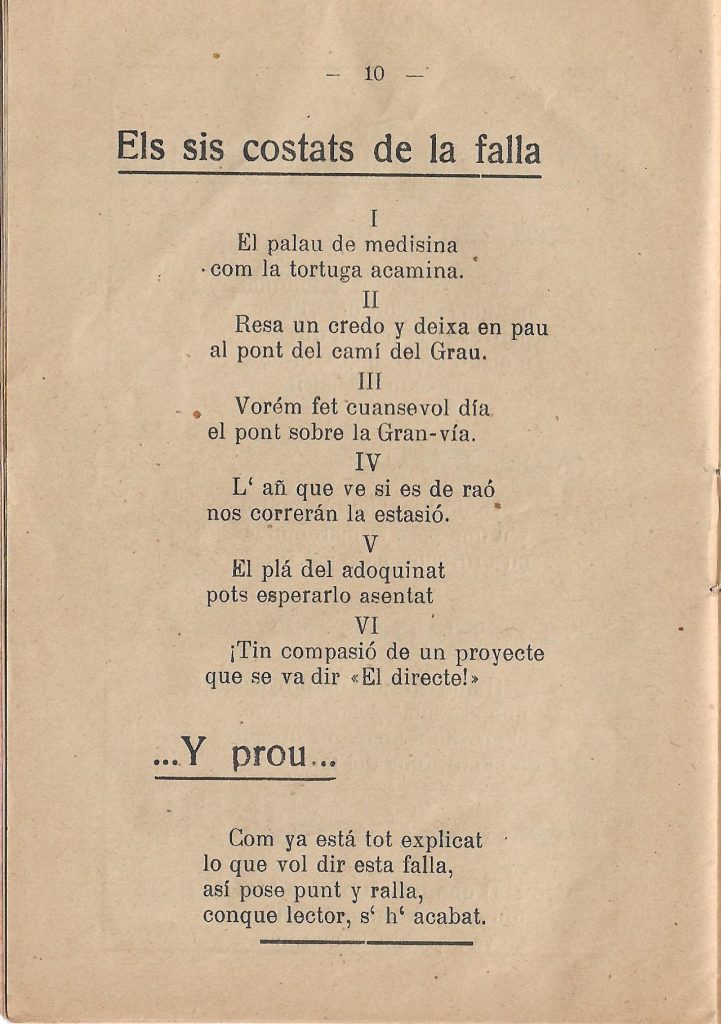 — 10 —
Els sis costats de la falla
I
El palau de medisina
com la tortuga acamina.
II
Resa un credo y deixa en pau
al pont del camí del Grau.
III
Vorém fet cuansevol día
el pont sobre la Gran-vía.
IV
L‘ añ que ve si es de raó
nos correrán la estasió.
V
El plá del adoquinat
pots esperarlo asentat
VI
¡Tin compasió de un proyecte
que se va dir «El directe!»
...Y prou...
Com ya está tot explicat
lo que vol dir esta falla,
así pose punt y ralla,
conque lector, s‘ h‘ acabat.